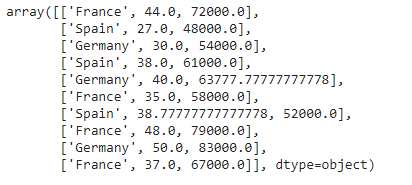 array([['France', 44.0, 72000.0],
['Spain', 27.0, 48000.0],
['Germany', 30.0, 54000.0],
['Spain', 38.0, 61000.0],
['Germany', 40.0, 63777.77777777778],
['France', 35.0, 58000.0],
['Spain', 38.77777777777778, 52000.0],
['France', 48.0, 79000.0],
['Germany', 50.0, 83000.0],
['France', 37.0, 67000.0]], dtype=object)